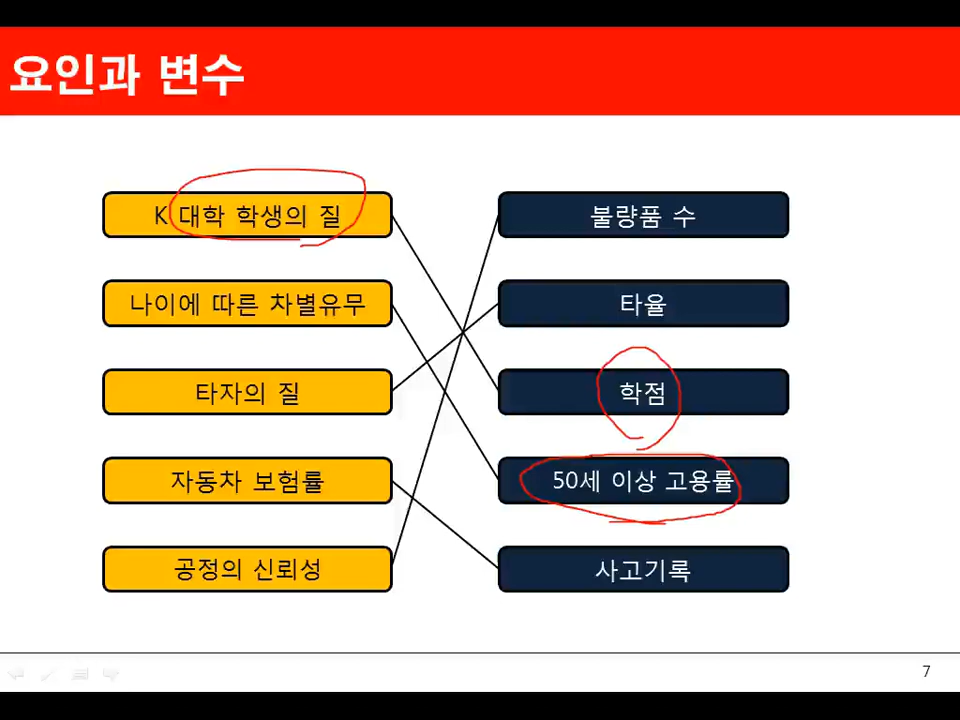 요인과 변수
K 대학 학생의 질
불량품 수
나이에 따른 차별유무
타율
타자의 질
학점
자동차 보험률
50세 이상 고용률
공정의 신뢰성
사고기록
7